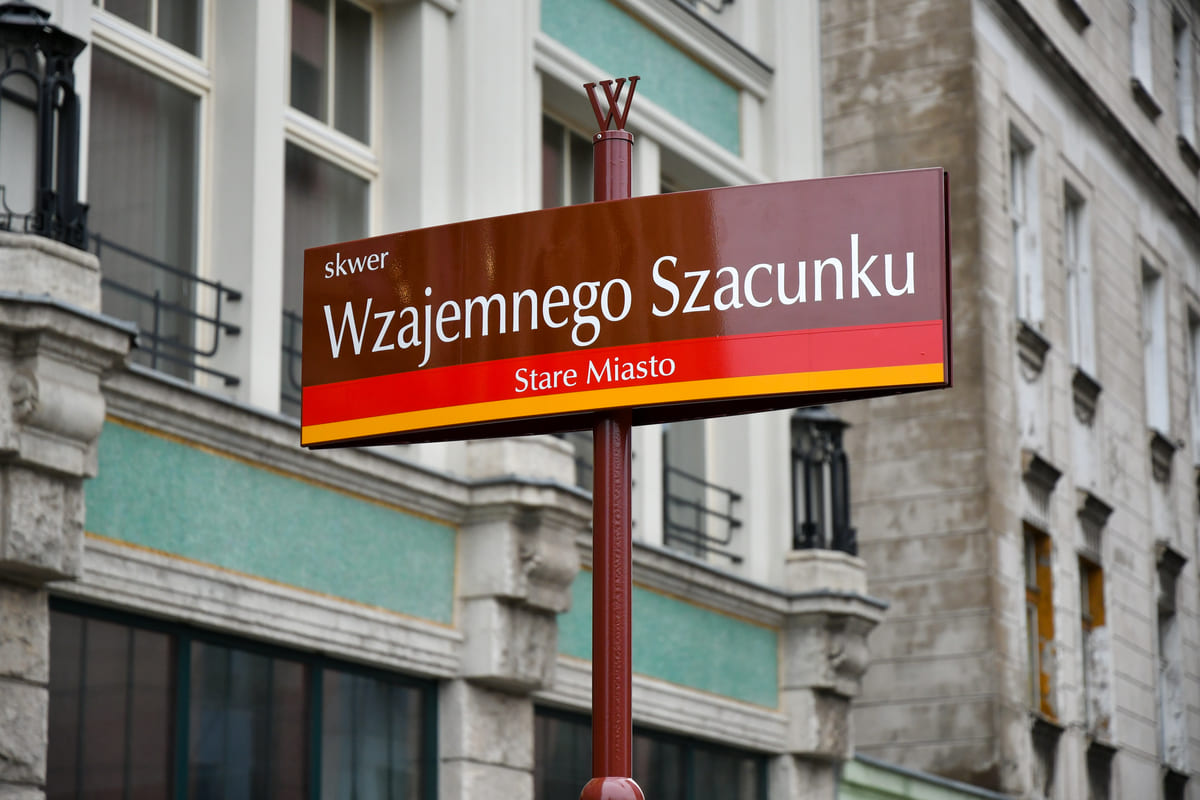 W
skwer
Wzajemnego Szacunku
Stare Miasto